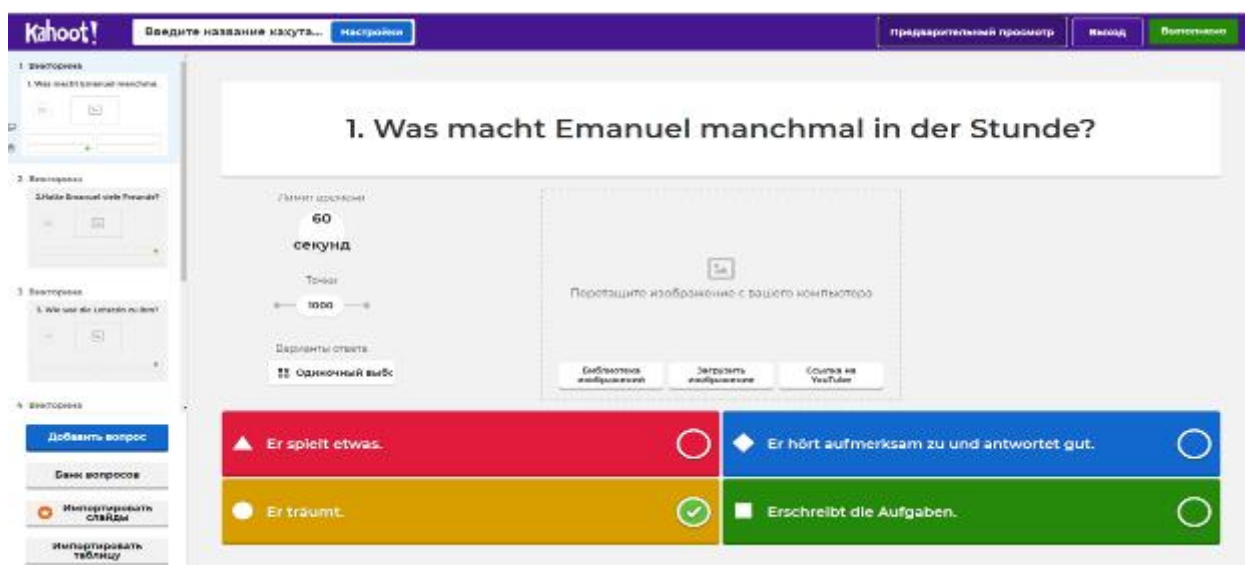 Kahoot!
Введите название кахута...
Настройки
Предварительный просмотр
Выход
Выполнено
1 Викторина
1. Was macht Emanuel manchma
2 Викторина
2.Hatte Emanuel viele Freunde?
3 Викторина
3. Wie war die Lehrerin zu ihm?
4 Викторина
Добавить вопрос
Банк вопросов
Импортировать слайды
Импортировать таблицу
1. Was macht Emanuel manchmal in der Stunde?
Лимит времени
60
секунд
Точки
1000
Варианты ответа
Одиночный выбс
Перетащите изображение с вашего компьютера
Библиотека изображений
Загрузить изображение
Ссылка на YouTube
Er spielt etwas.
Er hört aufmerksam zu und antwortet gut.
Er träumt.
Erschreibt die Aufgaben.